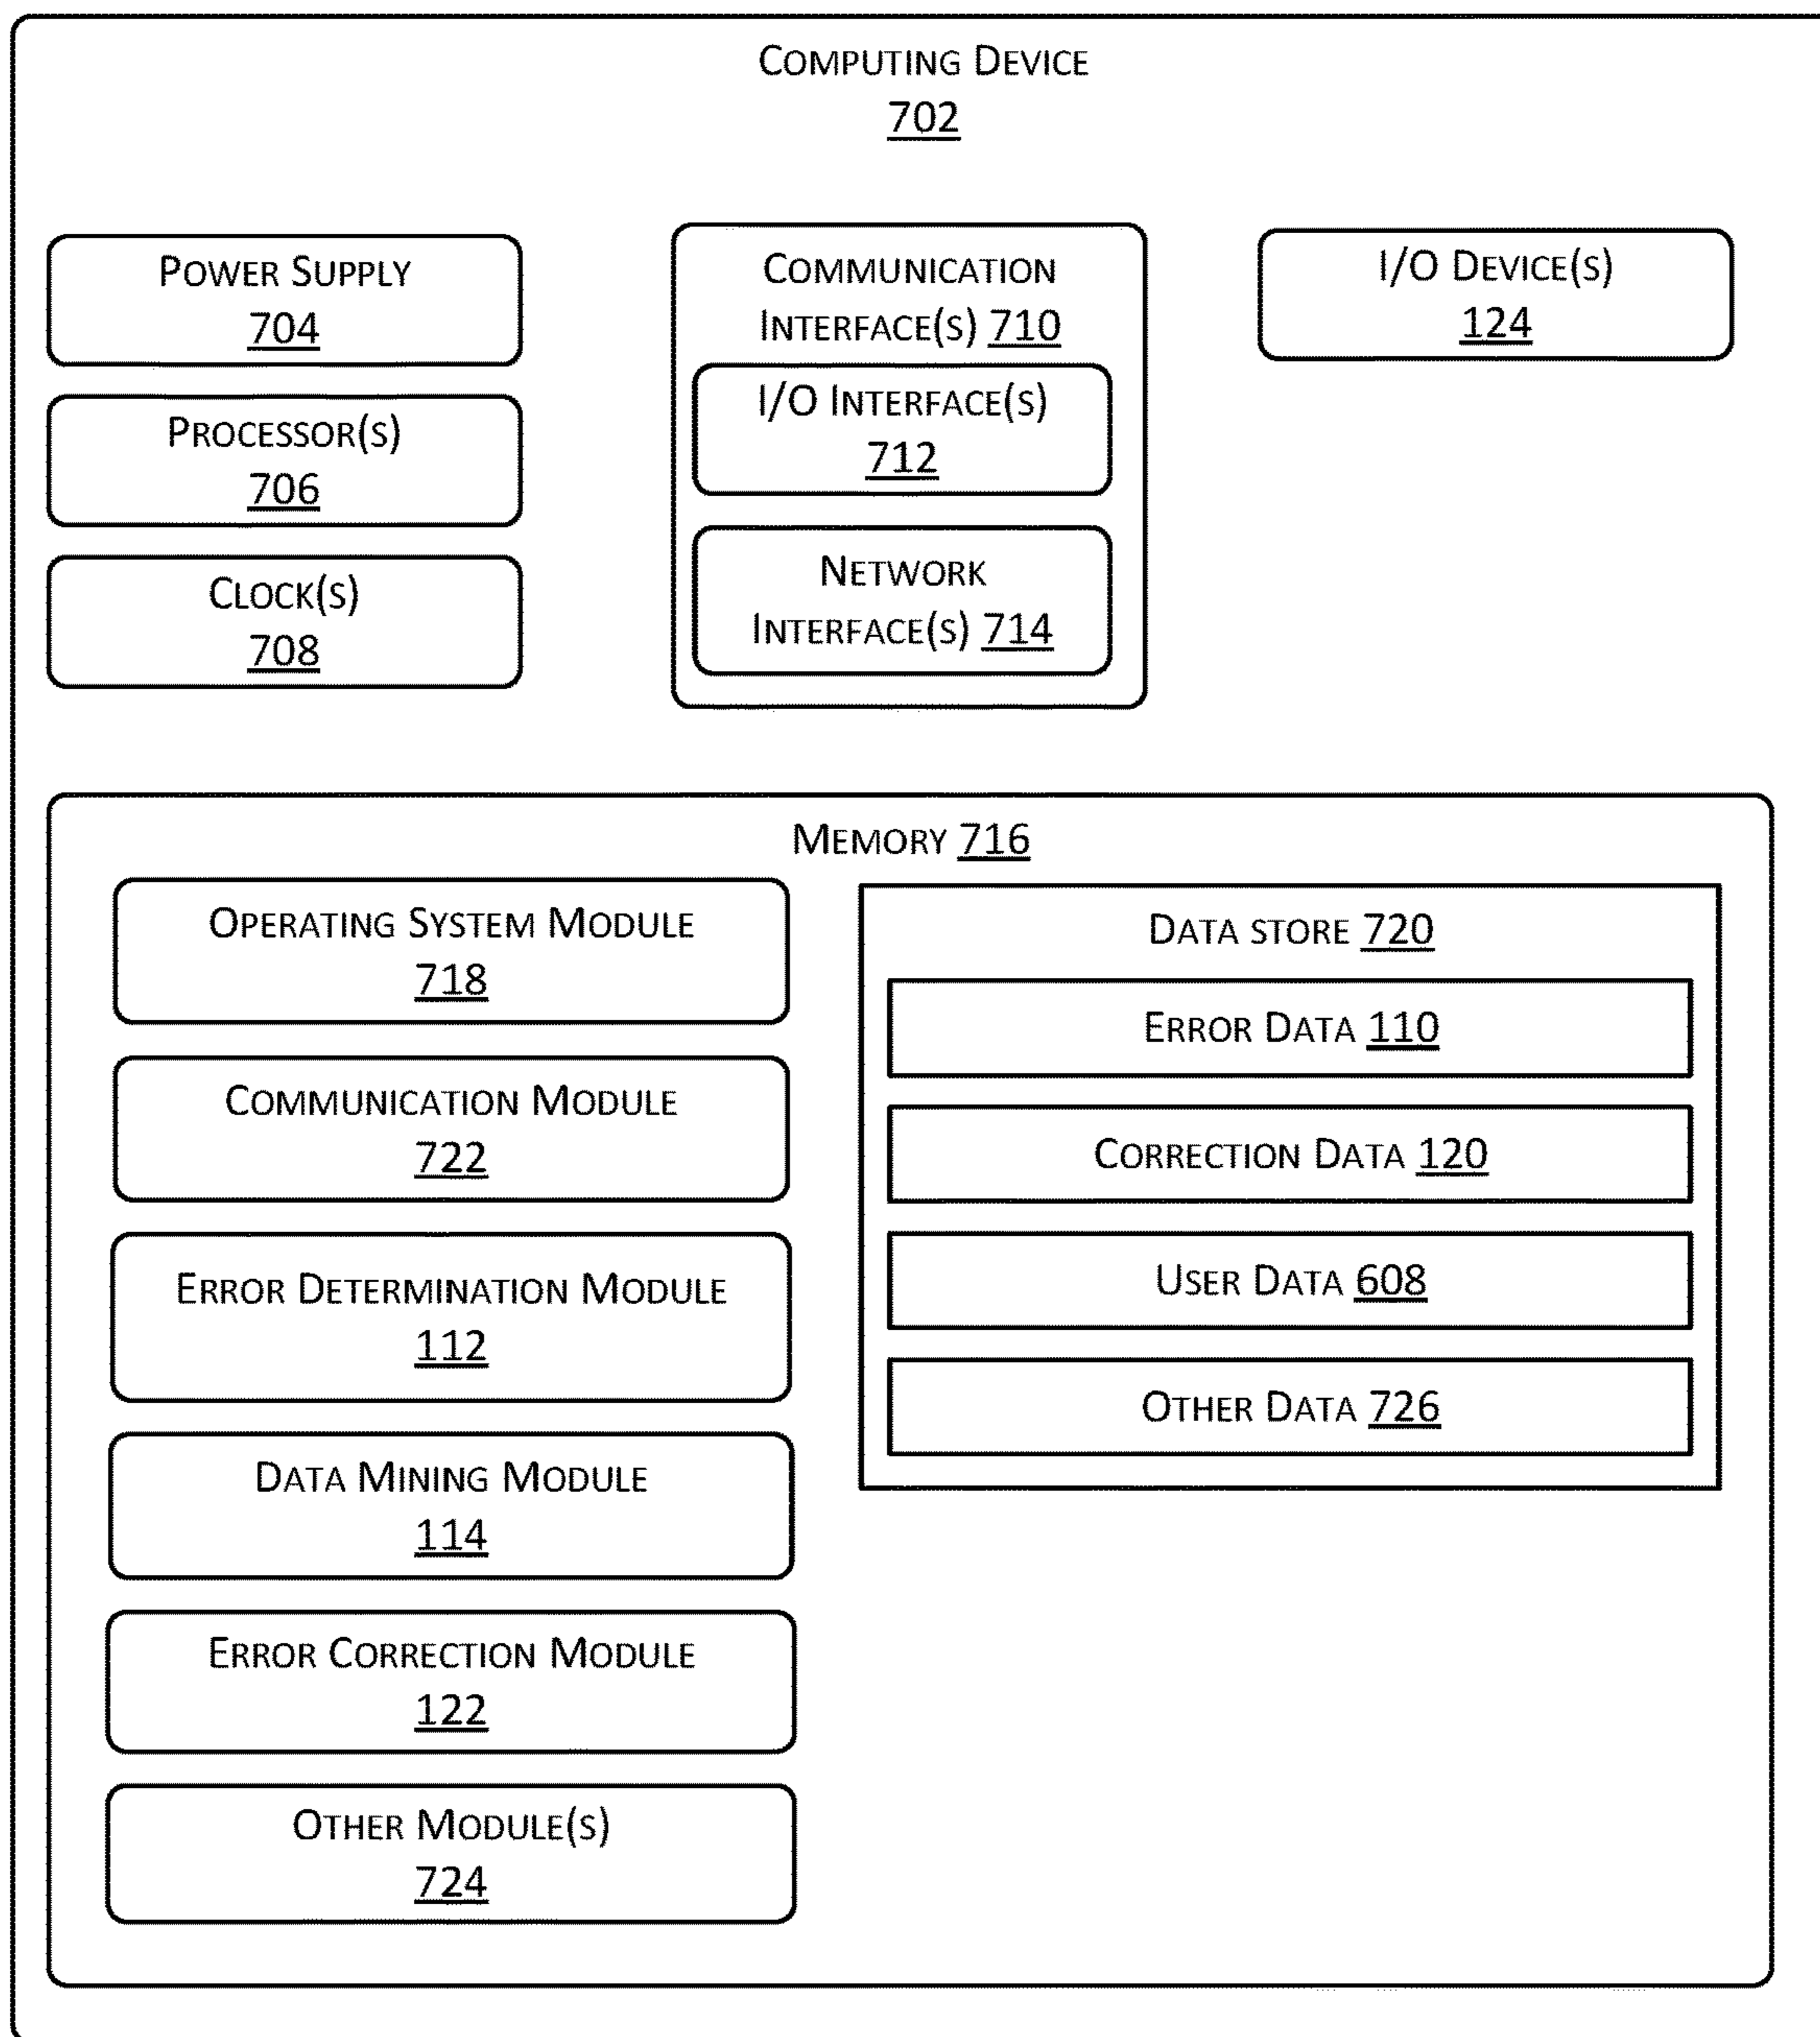 COMPUTING DEVICE
702
POWER SUPPLY
704
PROCESSOR(S)
706
CLOCK(S)
708
COMMUNICATION
INTERFACE(S) 710
I/O INTERFACE(S)
712
NETWORK
INTERFACE(S) 714
I/O DEVICE(S)
124
MEMORY 716
OPERATING SYSTEM MODULE
718
COMMUNICATION MODULE
722
ERROR DETERMINATION MODULE
112
DATA MINING MODULE
114
ERROR CORRECTION MODULE
122
OTHER MODULE(S)
724
DATA STORE 720
ERROR DATA 110
CORRECTION DATA 120
USER DATA 608
OTHER DATA 726